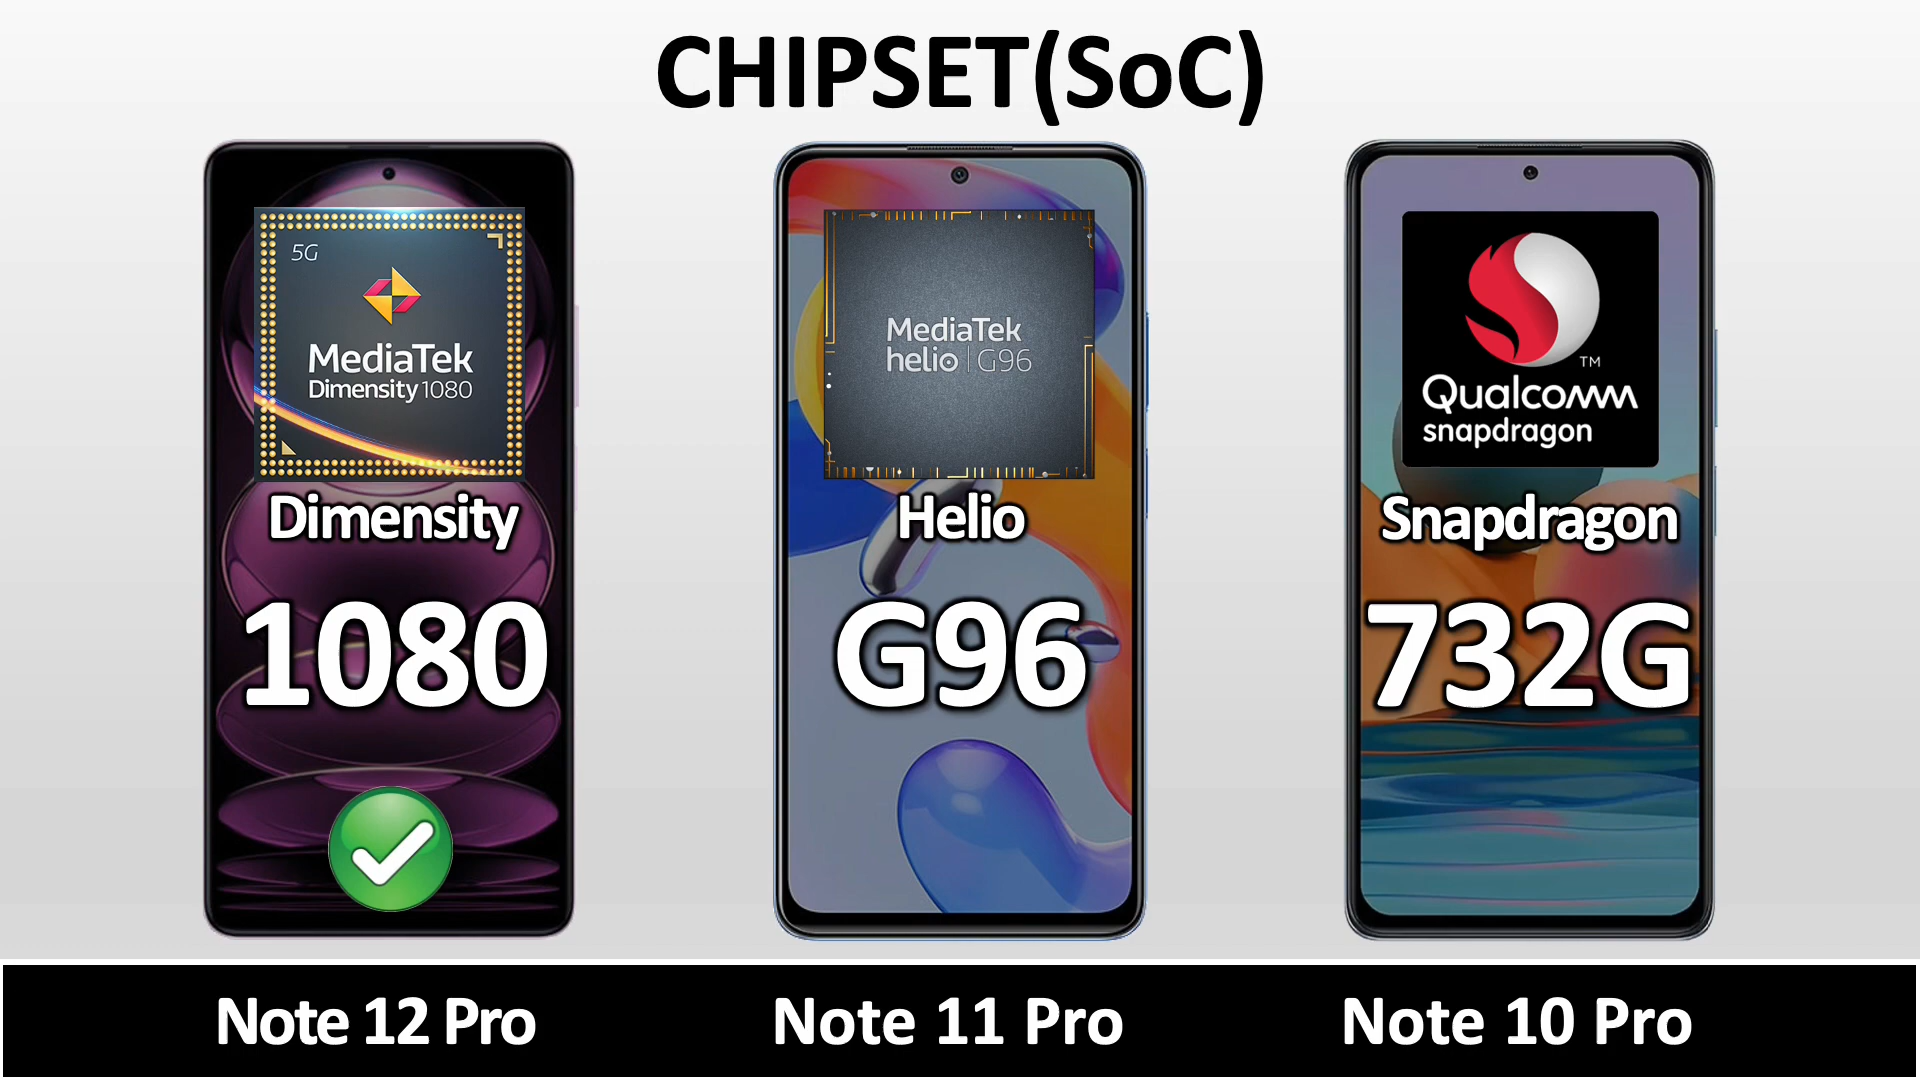 CHIPSET(SoC)
5G
MediaTek
Dimensity 1080
Dimensity
1080
MediaTek
helio | G96
Helio
G96
TM
Qualcomm
snapdragon
Snapdragon
732G
Note 12 Pro
Note 11 Pro
Note 10 Pro